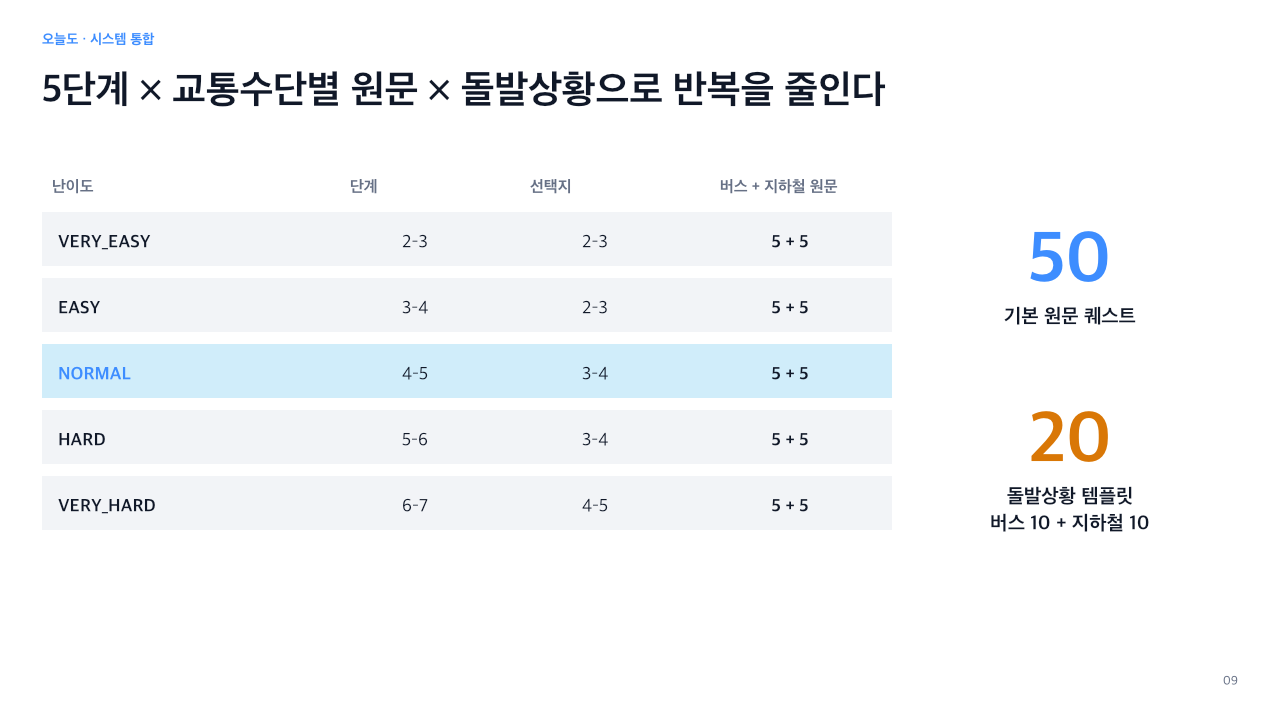 오늘도 · 시스템 통합
5단계 × 교통수단별 원문 × 돌발상황으로 반복을 줄인다
난이도 단계 선택지 버스 + 지하철 원문
VERY_EASY 2-3 2-3 5 + 5
EASY 3-4 2-3 5 + 5
NORMAL 4-5 3-4 5 + 5
HARD 5-6 3-4 5 + 5
VERY_HARD 6-7 4-5 5 + 5
50
기본 원문 퀘스트
20
돌발상황 템플릿
버스 10 + 지하철 10
09